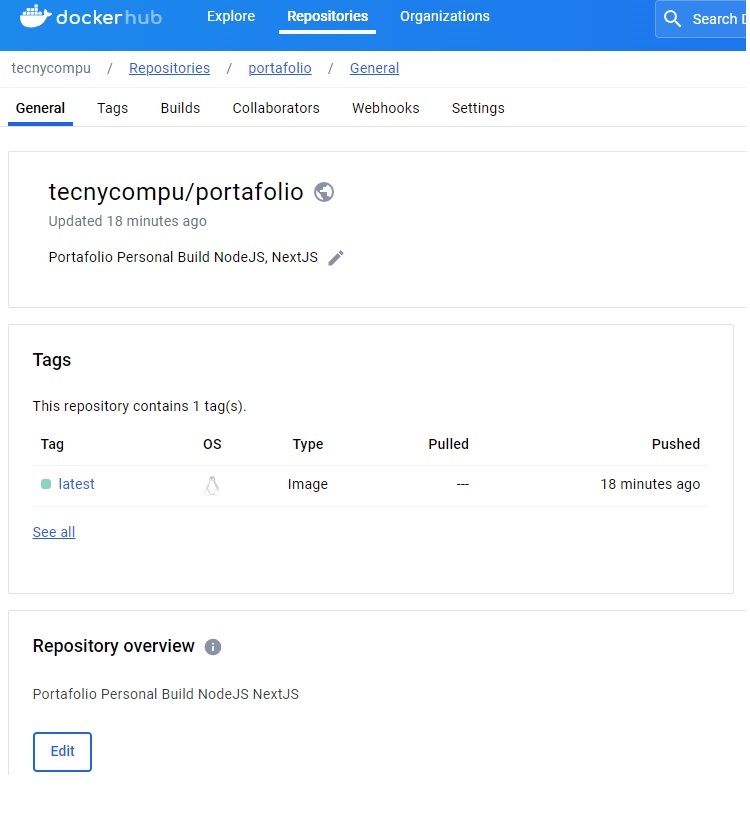 dockerhub Explore Repositories Organizations Search
tecnycompu / Repositories / portafolio / General
General Tags Builds Collaborators Webhooks Settings
tecnycompu/portafolio
Updated 18 minutes ago
Portafolio Personal Build NodeJS, NextJS
Tags
This repository contains 1 tag(s).
Tag OS Type Pulled Pushed
latest Image --- 18 minutes ago
See all
Repository overview
Portafolio Personal Build NodeJS NextJS
Edit